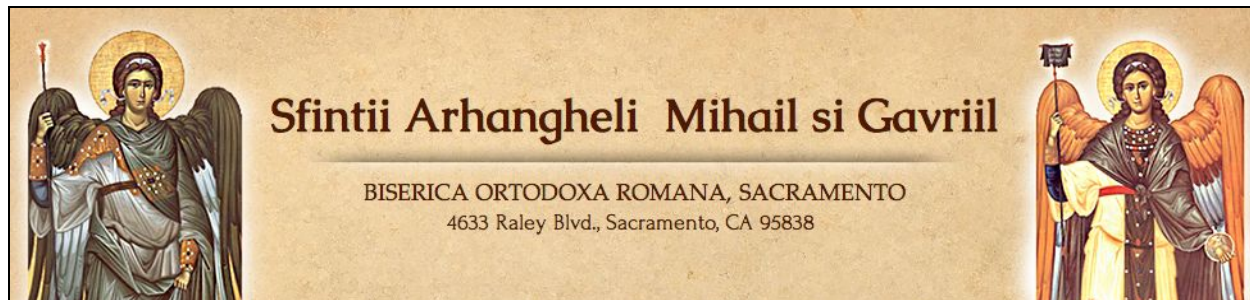 Sfintii Arhangheli Mihail si Gavriil
BISERICA ORTODOXA ROMANA, SACRAMENTO
4633 Raley Blvd., Sacramento, CA 95838